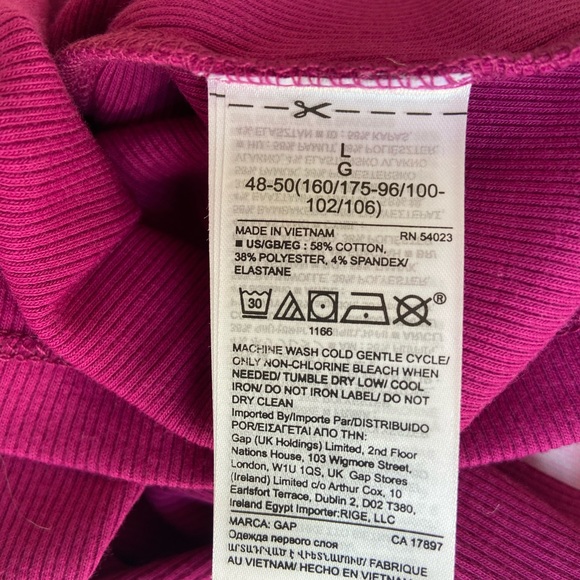 L
G
48-50(160/175-96/100-
102/106)
MADE IN VIETNAM RN 54023
■ US/GB/EG : 58% COTTON,
38% POLYESTER, 4% SPANDEX/
ELASTANE
30
1166
MACHINE WASH COLD GENTLE CYCLE/
ONLY NON-CHLORINE BLEACH WHEN
NEEDED/ TUMBLE DRY LOW/ COOL
IRON/ DO NOT IRON LABEL/ DO NOT
DRY CLEAN
Imported By/Importe Par/DISTRIBUIDO
POR/ΕΙΣΑΓΕΤΑΙ ΑΠΟ ΤΗΝ:
Gap (UK Holdings) Limited, 2nd Floor
Nations House, 103 Wigmore Street,
London, W1U 1QS, UK Gap Stores
(Ireland) Limited c/o Arthur Cox, 10
Earlsfort Terrace, Dublin 2, D02 T380,
Ireland Egypt Importer:RIGE, LLC
MARCA: GAP CA 17897
Одежда первого слоя
ԱՐՏԱԴՐՎԱԾ Է ՎԻԵՏՆԱՄՈՒՄ/ FABRIQUE
AU VIETNAM/ HECHO EN VIETNAM